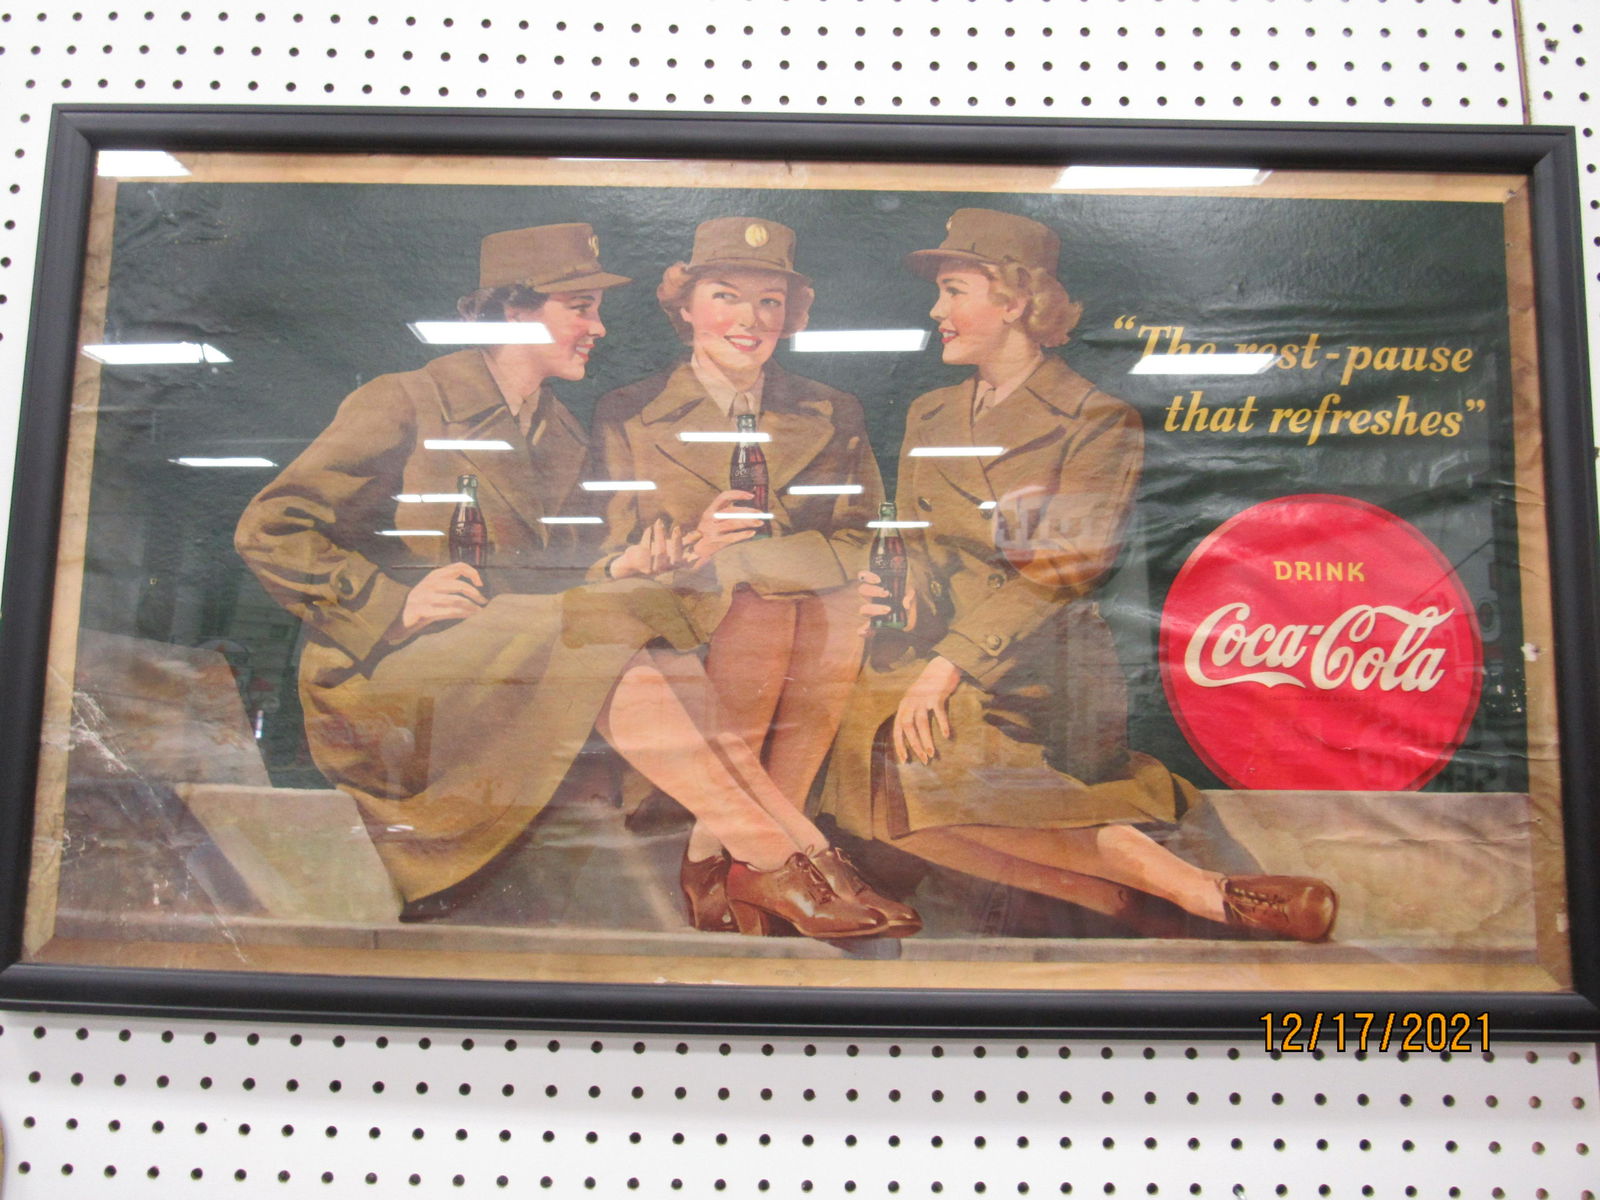 “The rest-pause
that refreshes”
DRINK
Coca-Cola
12/17/2021